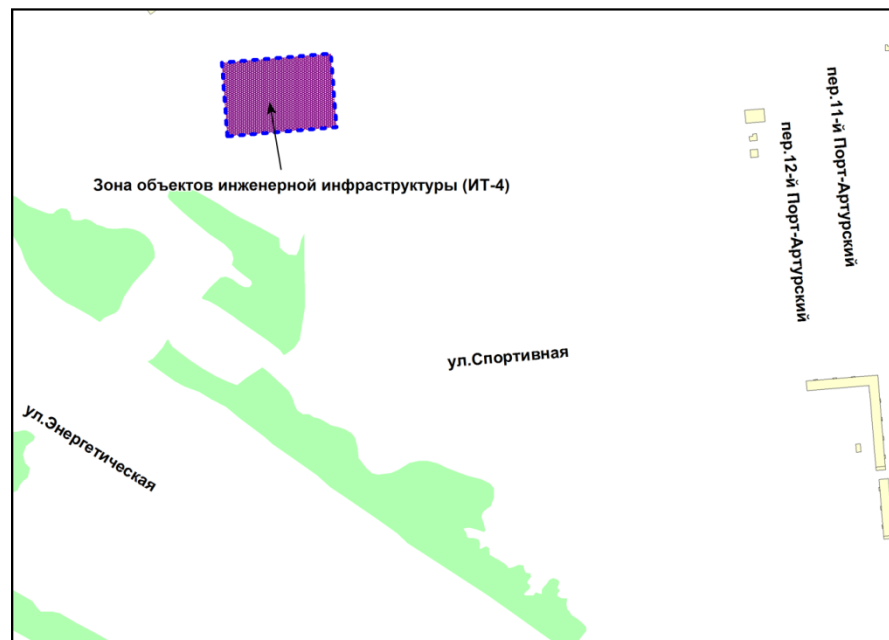 пер.11-й Порт-Артурский
пер.12-й Порт-Артурский
Зона объектов инженерной инфраструктуры (ИТ-4)
ул.Спортивная
ул.Энергетическая